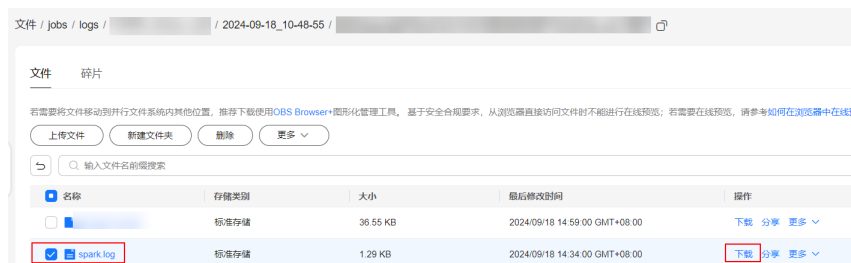 文件 / jobs / logs / / 2024-09-18_10-48-55 /
文件 碎片
若需要将文件移动到并行文件系统内其他位置，推荐下载使用OBS Browser+图形化管理工具。 基于安全合规要求，从浏览器直接访问文件时不能进行在线预览；若需要在线预览，请参考如何在浏览器中在线
上传文件 新建文件夹 删除 更多
输入文件名前缀搜索
名称 存储类别 大小 最后修改时间 操作
标准存储 36.55 KB 2024/09/18 14:59:00 GMT+08:00 下载 分享 更多
spark.log 标准存储 1.29 KB 2024/09/18 14:34:00 GMT+08:00 下载 分享 更多